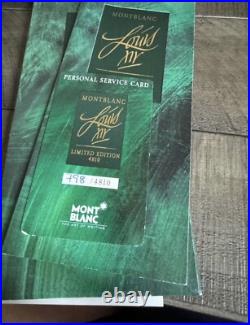 MONTBLANC
Louis
XIV
PERSONAL SERVICE CARD
MONTBLANC
Louis
XIV
LIMITED EDITION
4810
498 / 4810
MONT
BLANC
THE ART OF WRITING